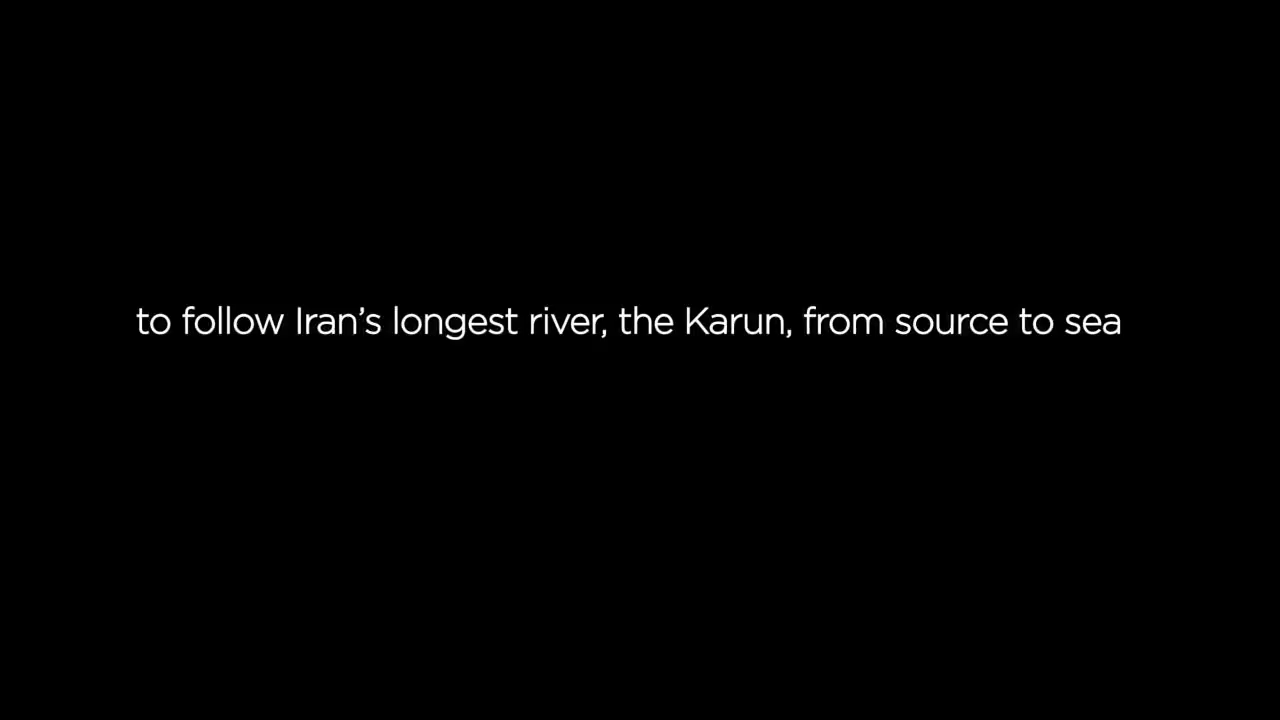 to follow Iran’s longest river, the Karun, from source to sea